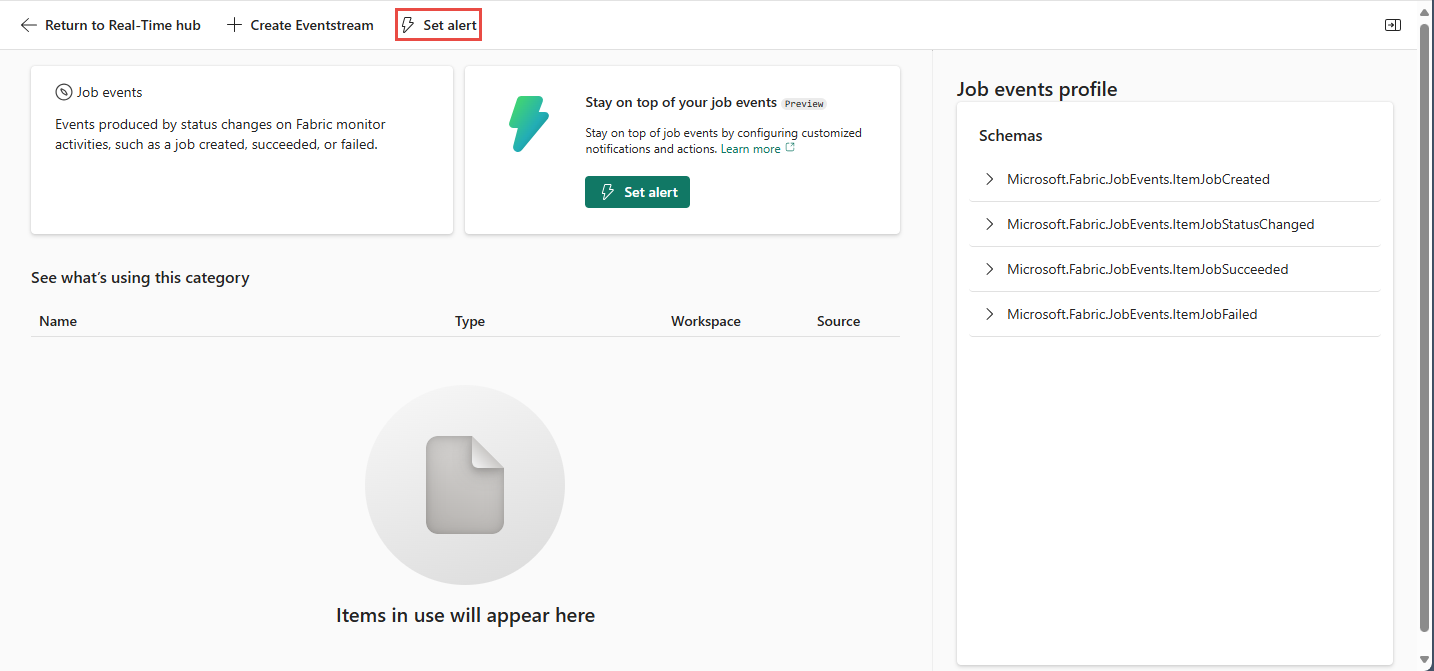 Return to Real-Time hub
Create Eventstream
Set alert
Job events
Events produced by status changes on Fabric monitor
activities, such as a job created, succeeded, or failed.
Stay on top of your job events Preview
Stay on top of job events by configuring customized
notifications and actions. Learn more
Set alert
See what’s using this category
Name Type Workspace Source
Items in use will appear here
Job events profile
Schemas
Microsoft.Fabric.JobEvents.ItemJobCreated
Microsoft.Fabric.JobEvents.ItemJobStatusChanged
Microsoft.Fabric.JobEvents.ItemJobSucceeded
Microsoft.Fabric.JobEvents.ItemJobFailed